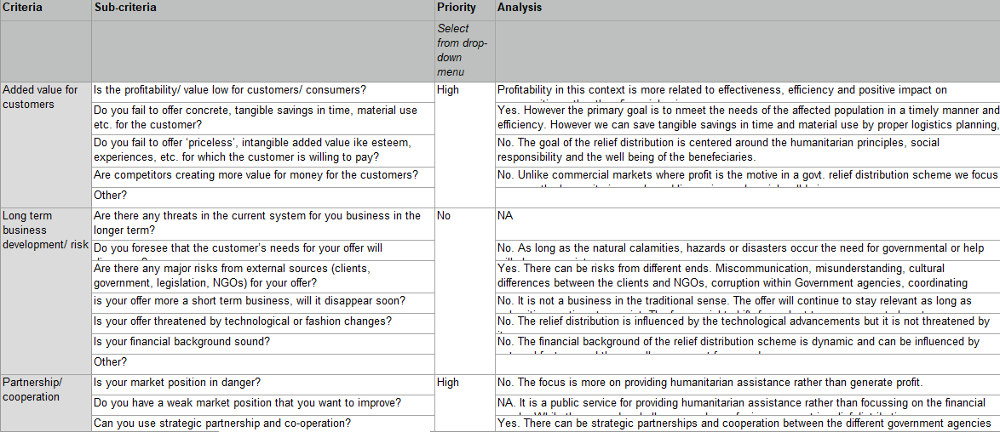 Criteria Sub-criteria Priority Analysis
Select
from drop-
down
menu
Added value for
customers
Is the profitability/ value low for customers/ consumers?
High
Profitability in this context is more related to effectiveness, efficiency and positive impact on
Do you fail to offer concrete, tangible savings in time, material use
etc. for the customer?
Yes. However the primary goal is to nmeet the needs of the affected population in a timely manner and
efficiency. However we can save tangible savings in time and material use by proper logistics planning,
Do you fail to offer ‘priceless’, intangible added value ike esteem,
experiences, etc. for which the customer is willing to pay?
No. The goal of the relief distribution is centered around the humanitarian principles, social
responsibility and the well being of the benefeciaries.
Are competitors creating more value for money for the customers?
No. Unlike commercial markets where profit is the motive in a govt. relief distribution scheme we focus
Other?
Long term
business
development/ risk
Are there any threats in the current system for you business in the
longer term?
No
NA
Do you foresee that the customer's needs for your offer will
No. As long as the natural calamities, hazards or disasters occur the need for governmental or help
Are there any major risks from external sources (clients,
government, legislation, NGOs) for your offer?
Yes. There can be risks from different ends. Miscommunication, misunderstanding, cultural
differences between the clients and NGOs, corruption within Government agencies, coordinating
is your offer more a short term business, will it disappear soon?
No. It is not a business in the traditional sense. The offer will continue to stay relevant as long as
Is your offer threatened by technological or fashion changes?
No. The relief distribution is influenced by the technological advancements but it is not threatened by
Is your financial background sound?
No. The financial background of the relief distribution scheme is dynamic and can be influenced by
Other?
Partnership/
cooperation
Is your market position in danger?
High
No. The focus is more on providing humanitarian assistance rather than generate profit.
Do you have a weak market position that you want to improve?
NA. It is a public service for providing humanitarian assistance rather than focussing on the financial
Can you use strategic partnership and co-operation?
Yes. There can be strategic partnerships and cooperation between the different government agencies